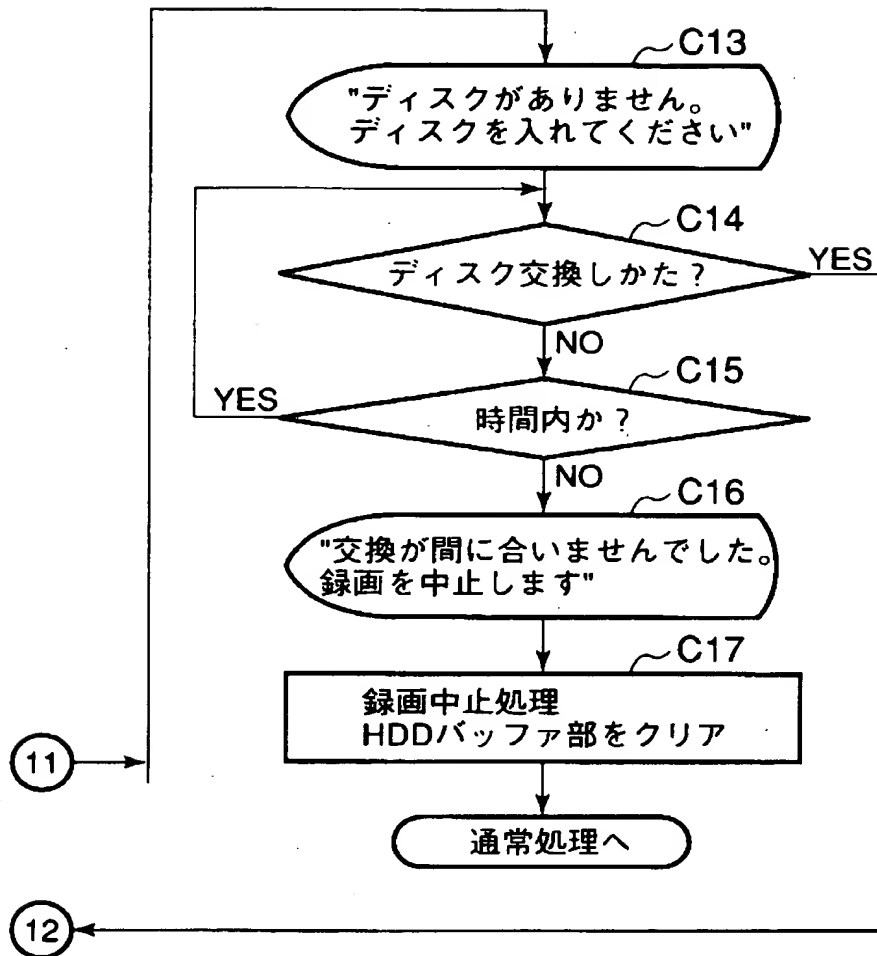 C13
"ディスクがありません。
ディスクを入れてください"
C14
ディスク交換しかた？
YES
NO
C15
YES
時間内か？
NO
C16
"交換が間に合いませんでした。
録画を中止します"
C17
録画中止処理
HDDバッファ部をクリア
11
通常処理へ
12